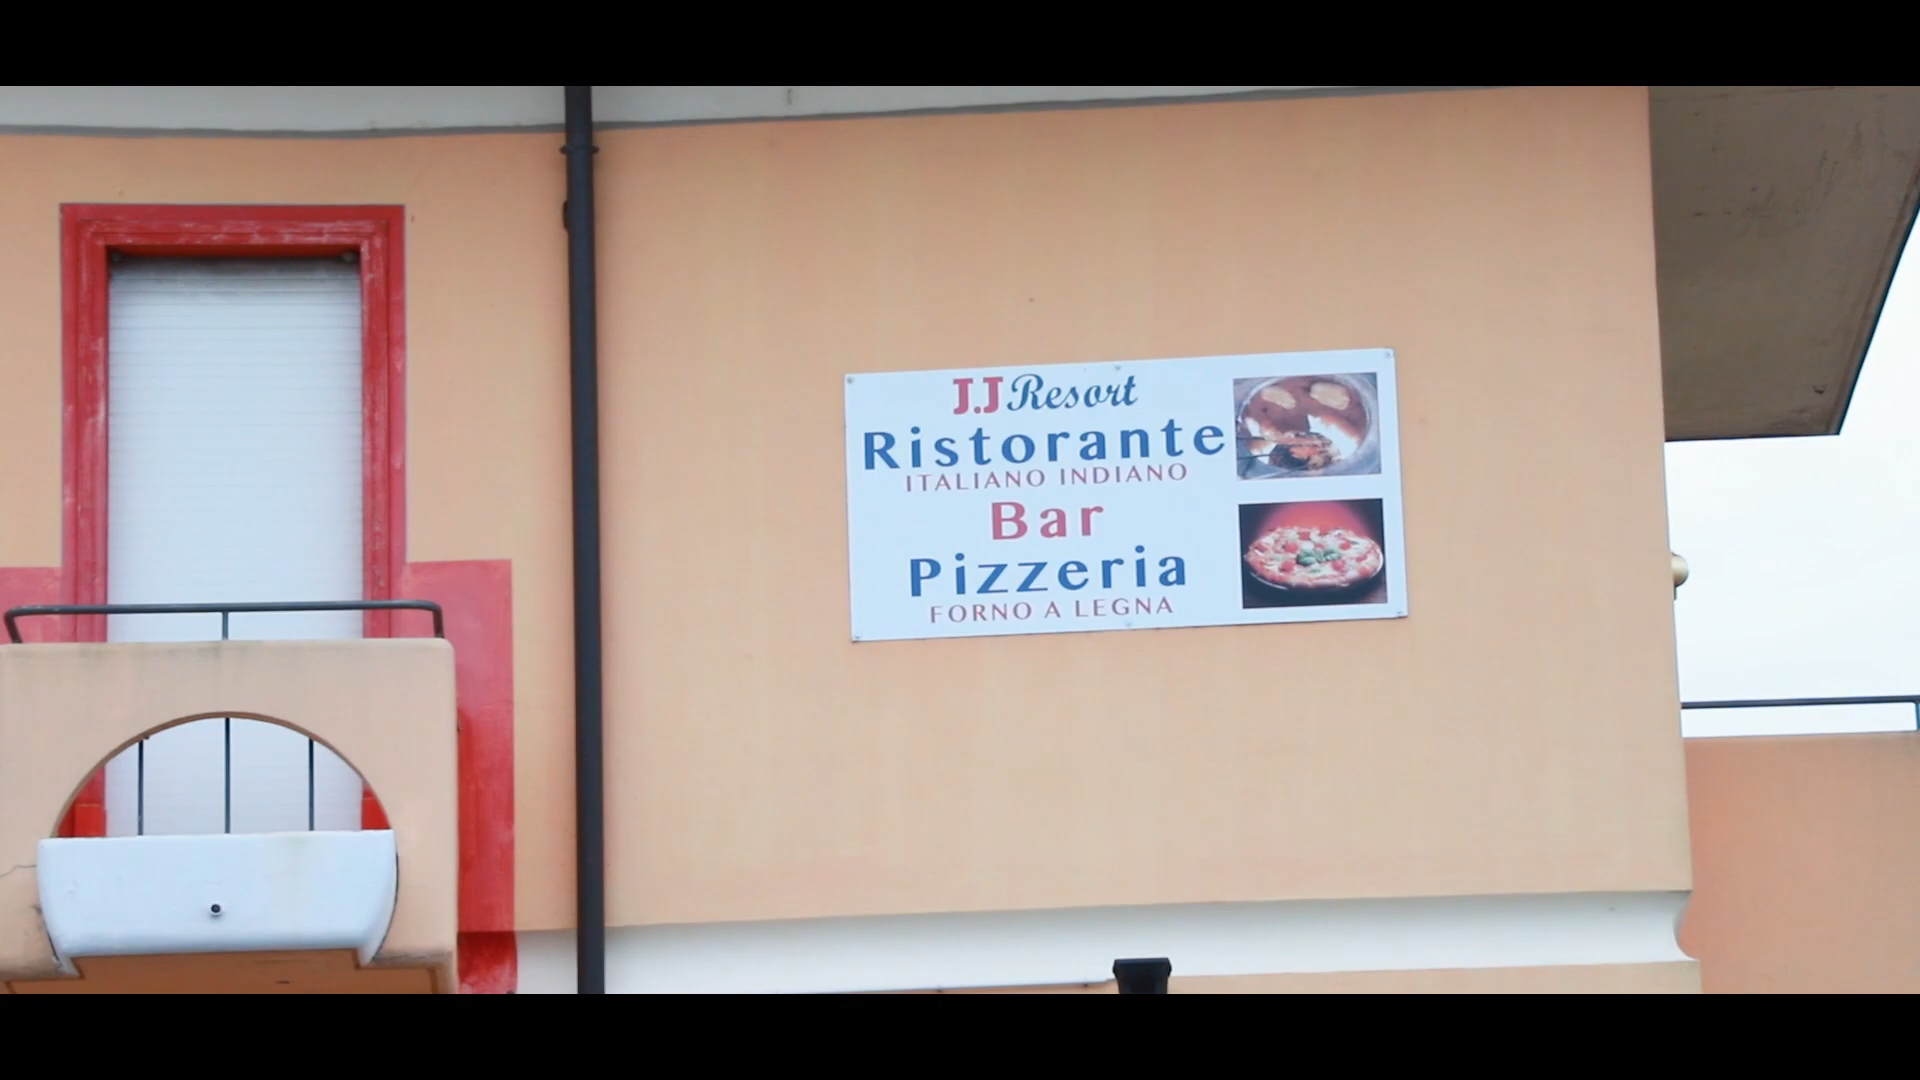 J.J Resort
Ristorante
ITALIANO INDIANO
Bar
Pizzeria
FORNO A LEGNA